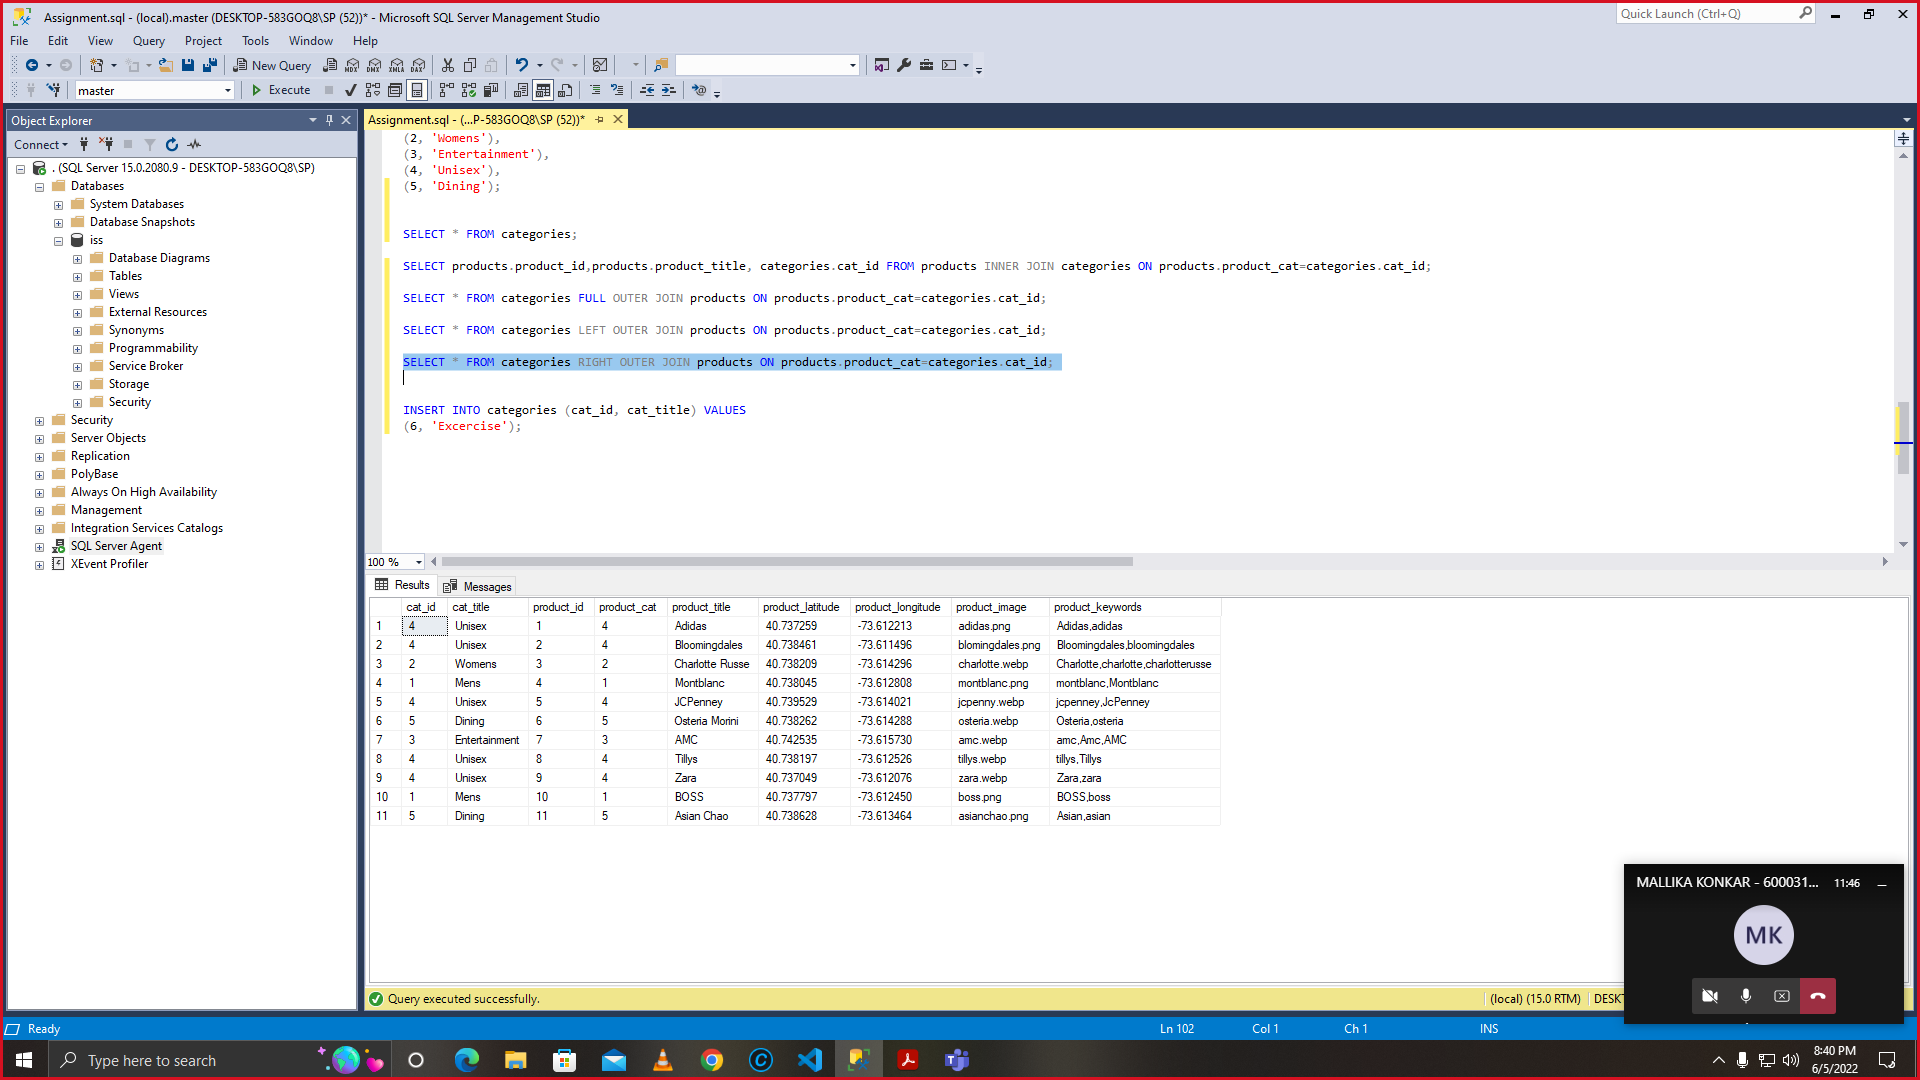 Assignment.sql - (local).master (DESKTOP-583GOQ8\SP (52))* - Microsoft SQL Server Management Studio
Quick Launch (Ctrl+Q)
File Edit View Query Project Tools Window Help
New Query MDX DMX XMLA DAX
master Execute
Object Explorer
Connect
. (SQL Server 15.0.2080.9 - DESKTOP-583GOQ8\SP)
Databases
System Databases
Database Snapshots
iss
Database Diagrams
Tables
Views
External Resources
Synonyms
Programmability
Service Broker
Storage
Security
Security
Server Objects
Replication
PolyBase
Always On High Availability
Management
Integration Services Catalogs
SQL Server Agent
XEvent Profiler
Assignment.sql - (...P-583GOQ8\SP (52))*
(2, 'Womens'),
(3, 'Entertainment'),
(4, 'Unisex'),
(5, 'Dining');
SELECT * FROM categories;
SELECT products.product_id,products.product_title, categories.cat_id FROM products INNER JOIN categories ON products.product_cat=categories.cat_id;
SELECT * FROM categories FULL OUTER JOIN products ON products.product_cat=categories.cat_id;
SELECT * FROM categories LEFT OUTER JOIN products ON products.product_cat=categories.cat_id;
SELECT * FROM categories RIGHT OUTER JOIN products ON products.product_cat=categories.cat_id;
INSERT INTO categories (cat_id, cat_title) VALUES
(6, 'Excercise');
100 %
Results Messages
cat_id cat_title product_id product_cat product_title product_latitude product_longitude product_image product_keywords
1 4 Unisex 1 4 Adidas 40.737259 -73.612213 adidas.png Adidas,adidas
2 4 Unisex 2 4 Bloomingdales 40.738461 -73.611496 blomingdales.png Bloomingdales,bloomingdales
3 2 Womens 3 2 Charlotte Russe 40.738209 -73.614296 charlotte.webp Charlotte,charlotte,charlotterusse
4 1 Mens 4 1 Montblanc 40.738045 -73.612808 montblanc.png montblanc,Montblanc
5 4 Unisex 5 4 JCPenney 40.739529 -73.614021 jcpenny.webp jcpenney,JcPenney
6 5 Dining 6 5 Osteria Morini 40.738262 -73.614288 osteria.webp Osteria,osteria
7 3 Entertainment 7 3 AMC 40.742535 -73.615730 amc.webp amc,Amc,AMC
8 4 Unisex 8 4 Tillys 40.738197 -73.612526 tillys.webp tillys,Tillys
9 4 Unisex 9 4 Zara 40.737049 -73.612076 zara.webp Zara,zara
10 1 Mens 10 1 BOSS 40.737797 -73.612450 boss.png BOSS,boss
11 5 Dining 11 5 Asian Chao 40.738628 -73.613464 asianchao.png Asian,asian
MALLIKA KONKAR - 600031... 11:46
MK
Query executed successfully. (local) (15.0 RTM) DESKT
Ready Ln 102 Col 1 Ch 1 INS
Type here to search
8:40 PM
6/5/2022